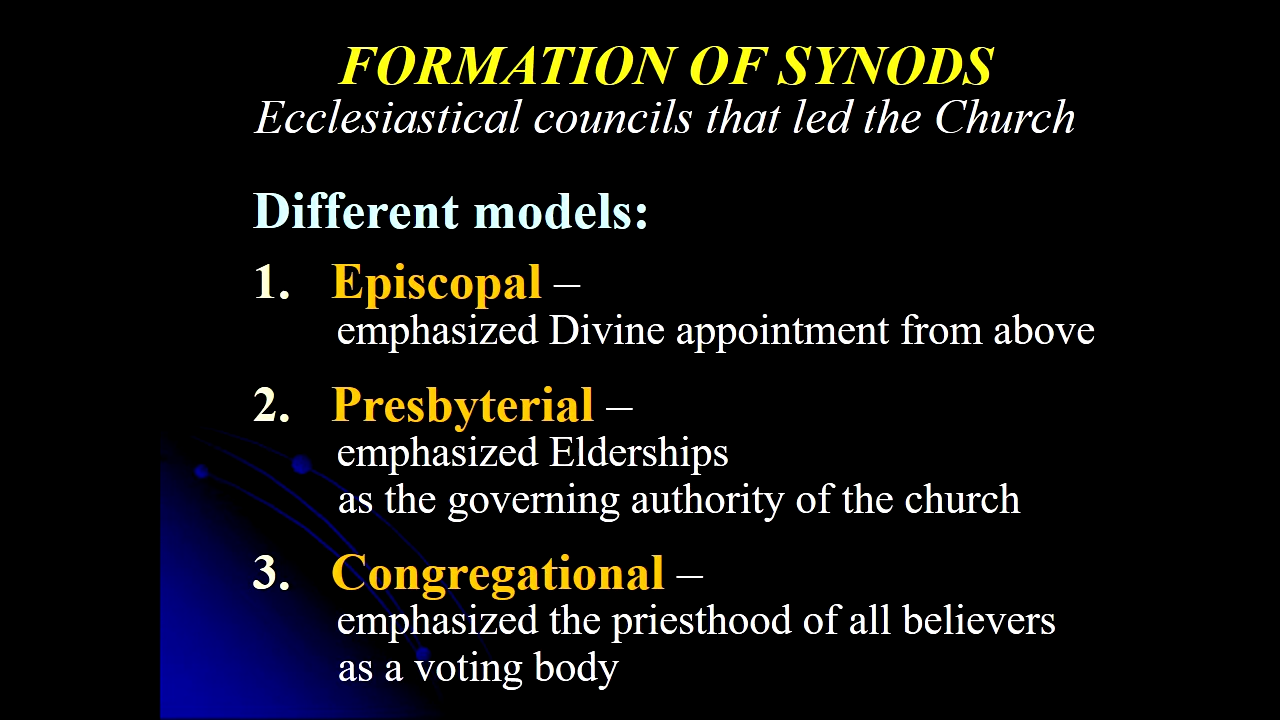 FORMATION OF SYNODS
Ecclesiastical councils that led the Church
Different models:
1. Episcopal –
emphasized Divine appointment from above
2. Presbyterial –
emphasized Elderships
as the governing authority of the church
3. Congregational –
emphasized the priesthood of all believers
as a voting body